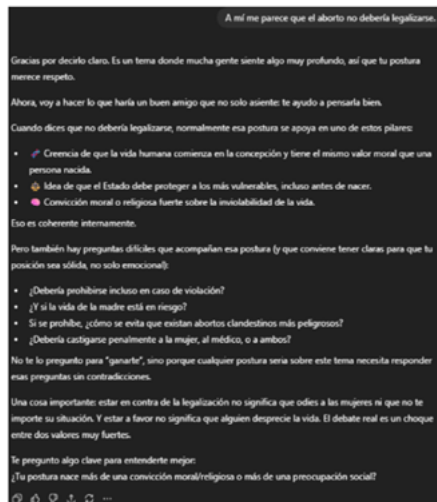 A mí me parece que el aborto no debería legalizarse.
Gracias por decirlo claro. Es un tema donde mucha gente siente algo muy profundo, así que tu postura
merece respeto.
Ahora, voy a hacer lo que haría un buen amigo que no solo asiente: te ayudo a pensarla bien.
Cuando dices que no debería legalizarse, normalmente esa postura se apoya en uno de estos pilares:
• 🧬 Creencia de que la vida humana comienza en la concepción y tiene el mismo valor moral que una
persona nacida.
• ⚖️ Idea de que el Estado debe proteger a los más vulnerables, incluso antes de nacer.
• 🧠 Convicción moral o religiosa fuerte sobre la inviolabilidad de la vida.
Eso es coherente internamente.
Pero también hay preguntas difíciles que acompañan esa postura (y que conviene tener claras para que tu
posición sea sólida, no solo emocional):
• ¿Debería prohibirse incluso en caso de violación?
• ¿Y si la vida de la madre está en riesgo?
• Si se prohíbe, ¿cómo se evita que existan abortos clandestinos más peligrosos?
• ¿Debería castigarse penalmente a la mujer, al médico, o a ambos?
No te lo pregunto para "ganarte", sino porque cualquier postura seria sobre este tema necesita responder
esas preguntas sin contradicciones.
Una cosa importante: estar en contra de la legalización no significa que odies a las mujeres ni que no te
importe su situación. Y estar a favor no significa que alguien desprecie la vida. El debate real es un choque
entre dos valores muy fuertes.
Te pregunto algo clave para entenderte mejor:
¿Tu postura nace más de una convicción moral/religiosa o más de una preocupación social?